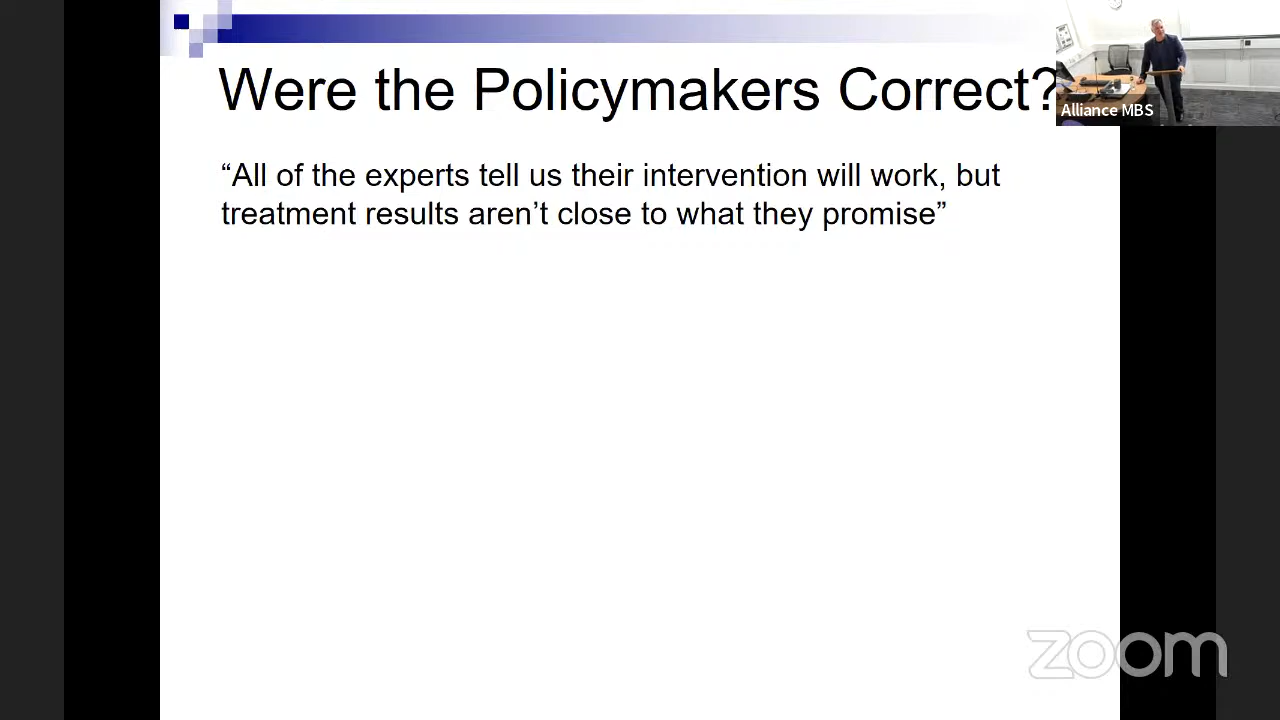 Were the Policymakers Correct?
Alliance MBS
“All of the experts tell us their intervention will work, but
treatment results aren’t close to what they promise”
zoom